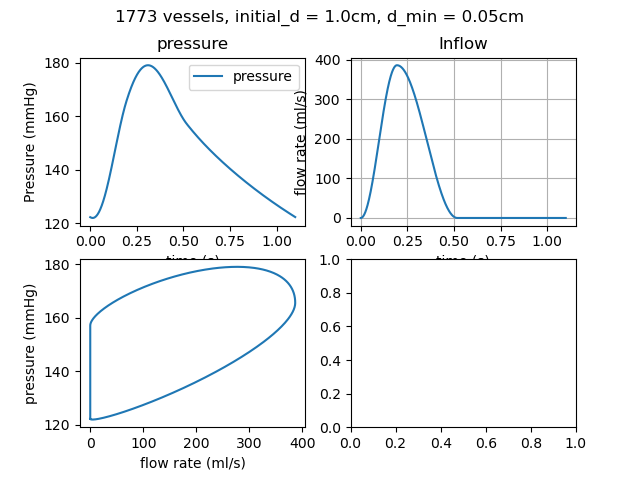 1773 vessels, initial_d = 1.0cm, d_min = 0.05cm
pressure
Inflow
Pressure (mmHg)
180
160
140
120
pressure
0.00 0.25 0.50 0.75 1.00
time (s)
flow rate (ml/s)
400
300
200
100
0
0.00 0.25 0.50 0.75 1.00
time (s)
pressure (mmHg)
180
160
140
120
0 100 200 300 400
flow rate (ml/s)
1.0
0.8
0.6
0.4
0.2
0.0
0.0 0.2 0.4 0.6 0.8 1.0